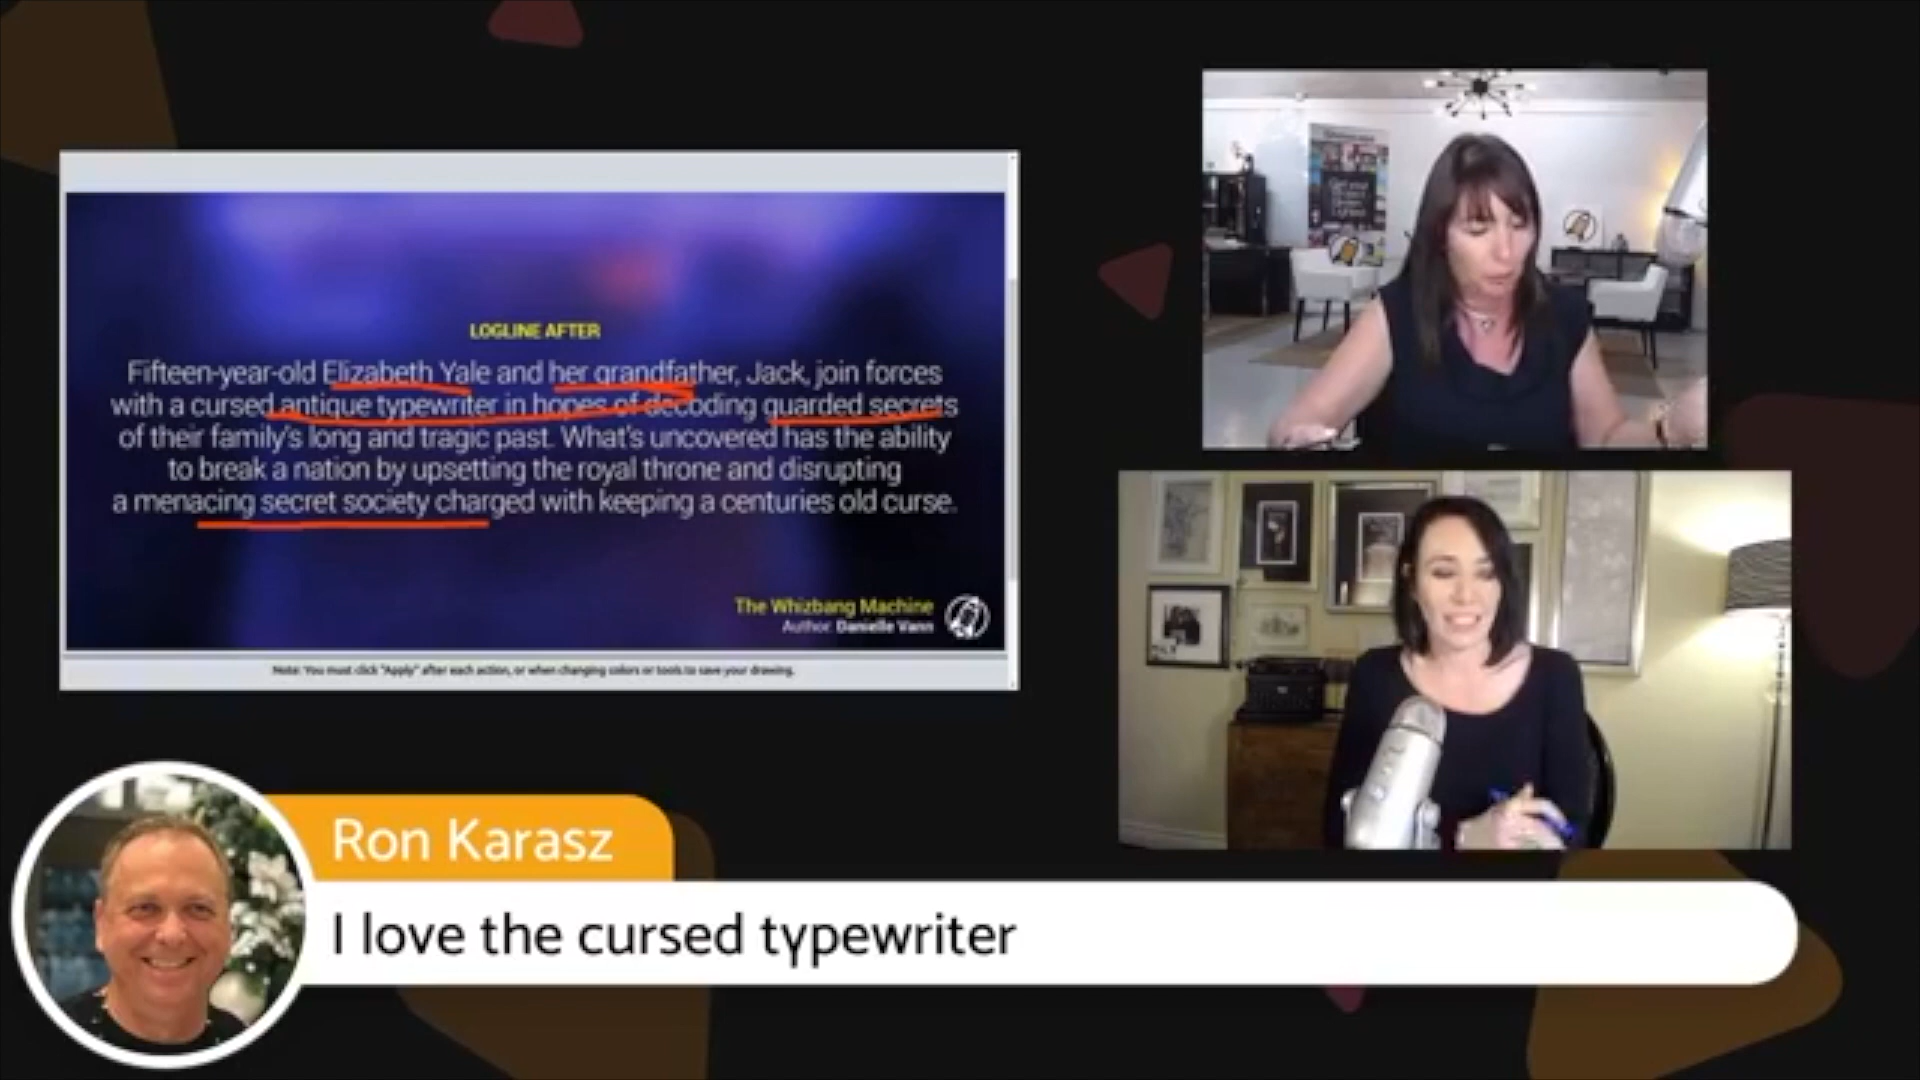 LOGLINE AFTER
Fifteen-year-old Elizabeth Yale and her grandfather, Jack, join forces
with a cursed antique typewriter in hopes of decoding guarded secrets
of their family's long and tragic past. What's uncovered has the ability
to break a nation by upsetting the royal throne and disrupting
a menacing secret society charged with keeping a centuries old curse.
The Whizbang Machine
Author: Danielle Vann
Note: You must click "Apply" after each action, or when changing colors or tools to save your drawing.
Ron Karasz
I love the cursed typewriter